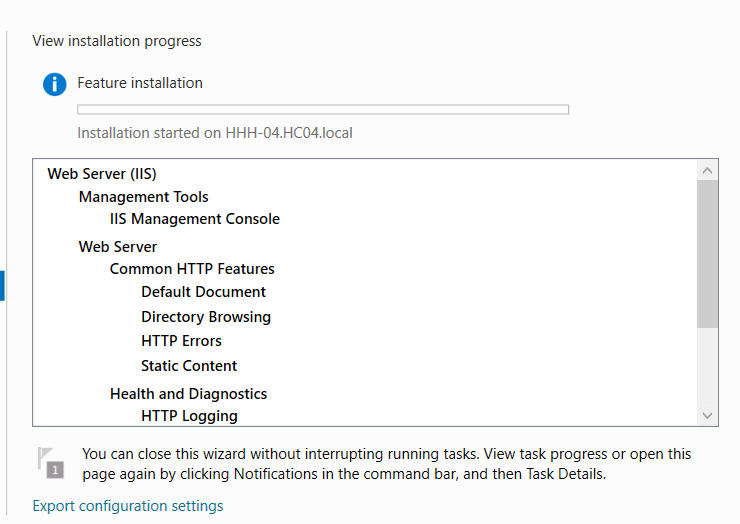 View installation progress
Feature installation
Installation started on HHH-04.HC04.local
Web Server (IIS)
Management Tools
IIS Management Console
Web Server
Common HTTP Features
Default Document
Directory Browsing
HTTP Errors
Static Content
Health and Diagnostics
HTTP Logging
1
You can close this wizard without interrupting running tasks. View task progress or open this
page again by clicking Notifications in the command bar, and then Task Details.
Export configuration settings